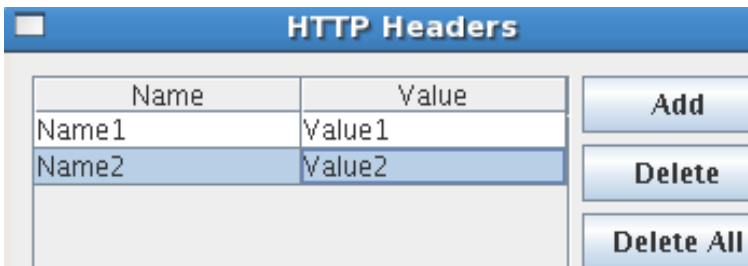 HTTP Headers
Name Value
Name1 Value1
Name2 Value2
Add
Delete
Delete All